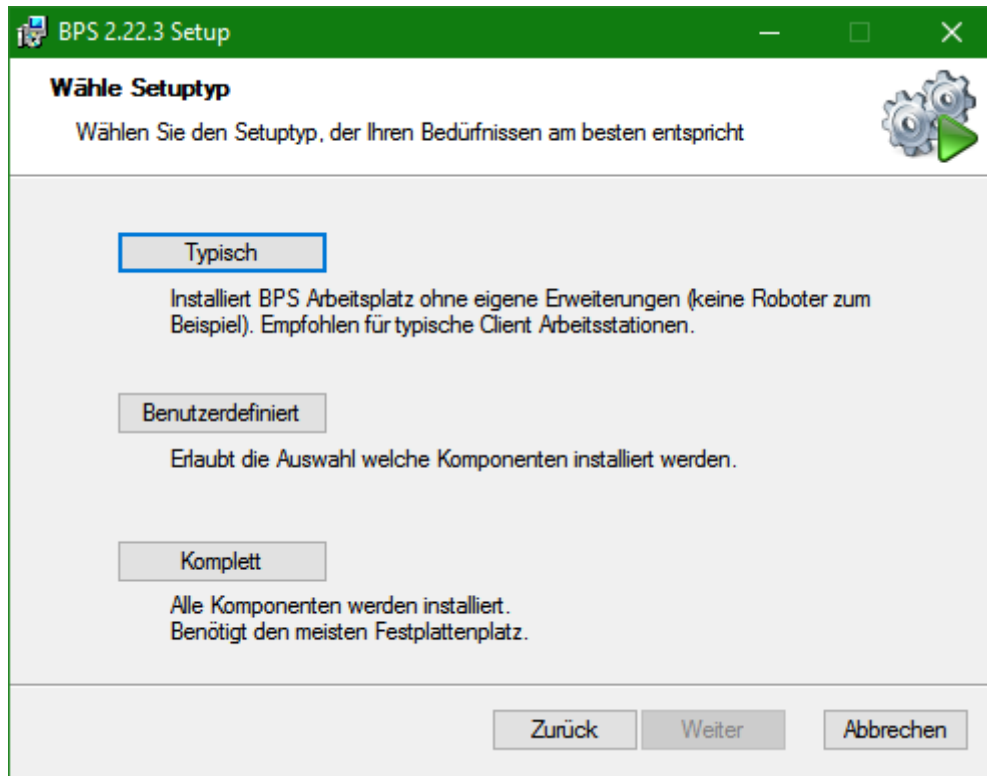 BPS 2.22.3 Setup
Wähle Setuptyp
Wählen Sie den Setuptyp, der Ihren Bedürfnissen am besten entspricht
Typisch
Installiert BPS Arbeitsplatz ohne eigene Erweiterungen (keine Roboter zum
Beispiel). Empfohlen für typische Client Arbeitsstationen.
Benutzerdefiniert
Erlaubt die Auswahl welche Komponenten installiert werden.
Komplett
Alle Komponenten werden installiert.
Benötigt den meisten Festplattenplatz.
Zurück Weiter Abbrechen